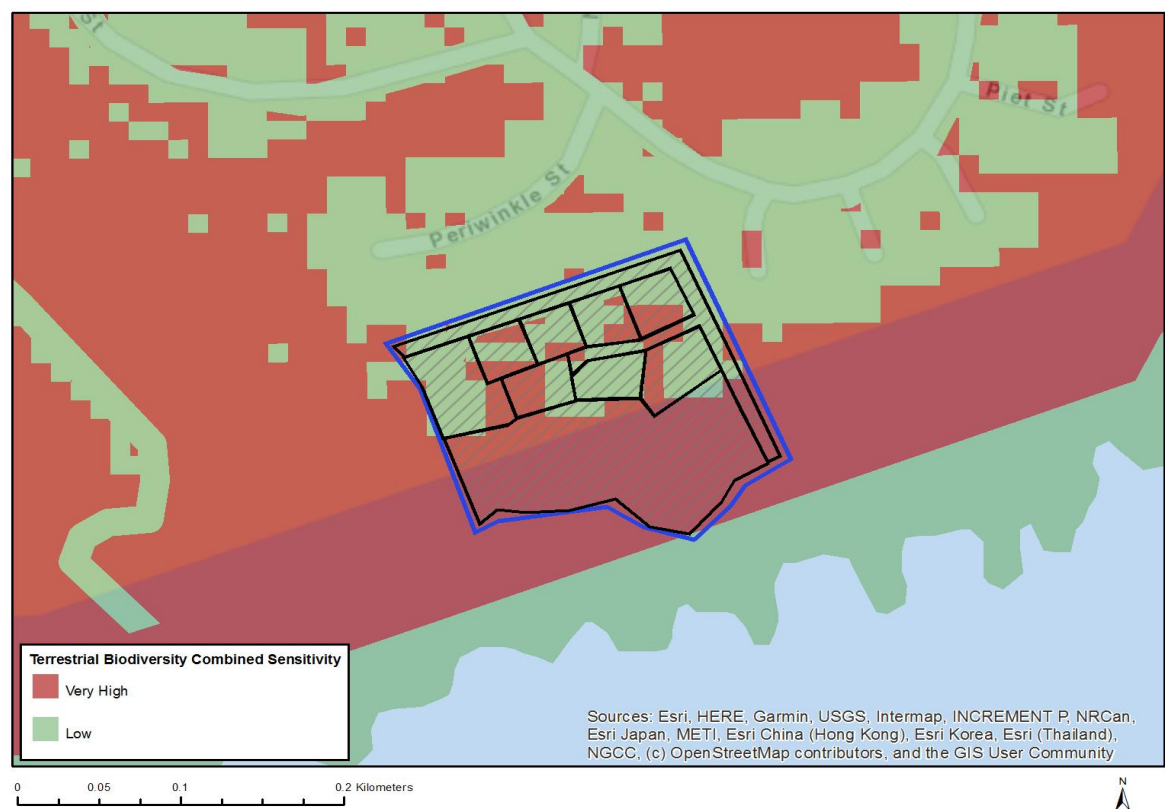 St
Piet St
Periwinkle St
Terrestrial Biodiversity Combined Sensitivity
Very High
Low
Sources: Esri, HERE, Garmin, USGS, Intermap, INCREMENT P, NRCan,
Esri Japan, METI, Esri China (Hong Kong), Esri Korea, Esri (Thailand),
NGCC, (c) OpenStreetMap contributors, and the GIS User Community
0 0.05 0.1 0.2 Kilometers
N